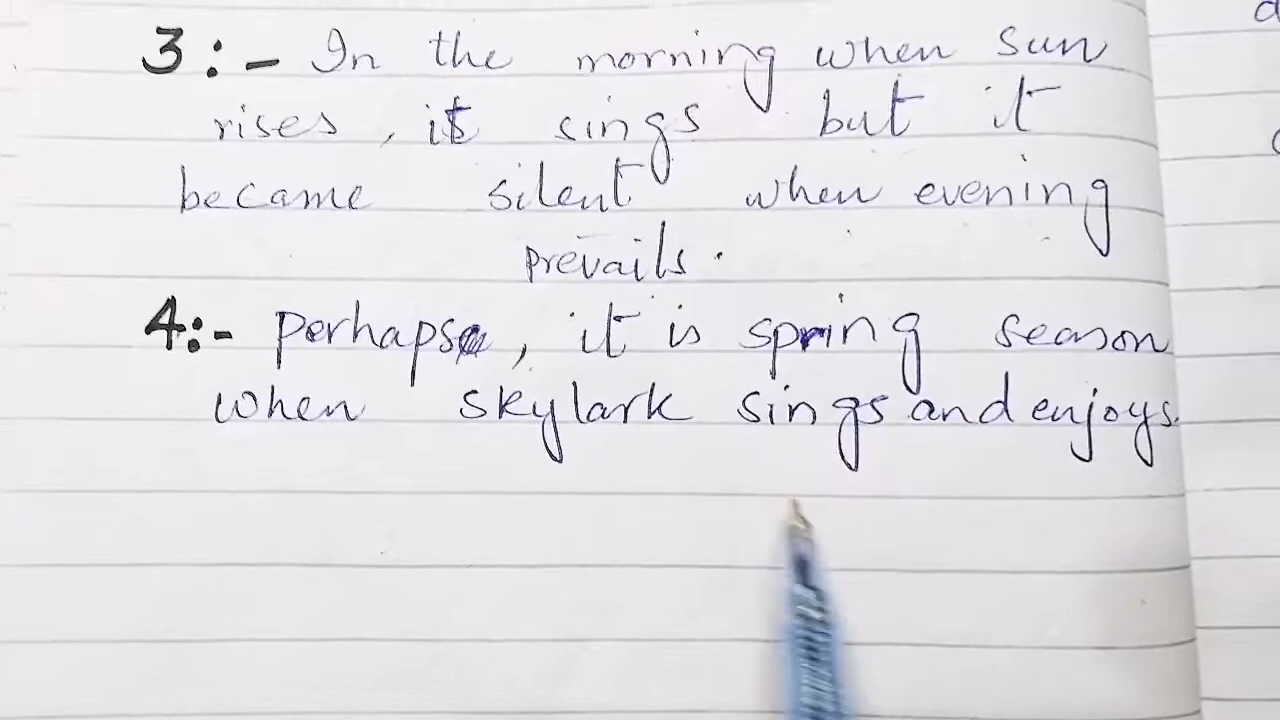 3:- In the morning when sun
rises, it sings but it
became silent when evening
prevails.
4:- Perhaps, it is spring season
when skylark sings and enjoys.